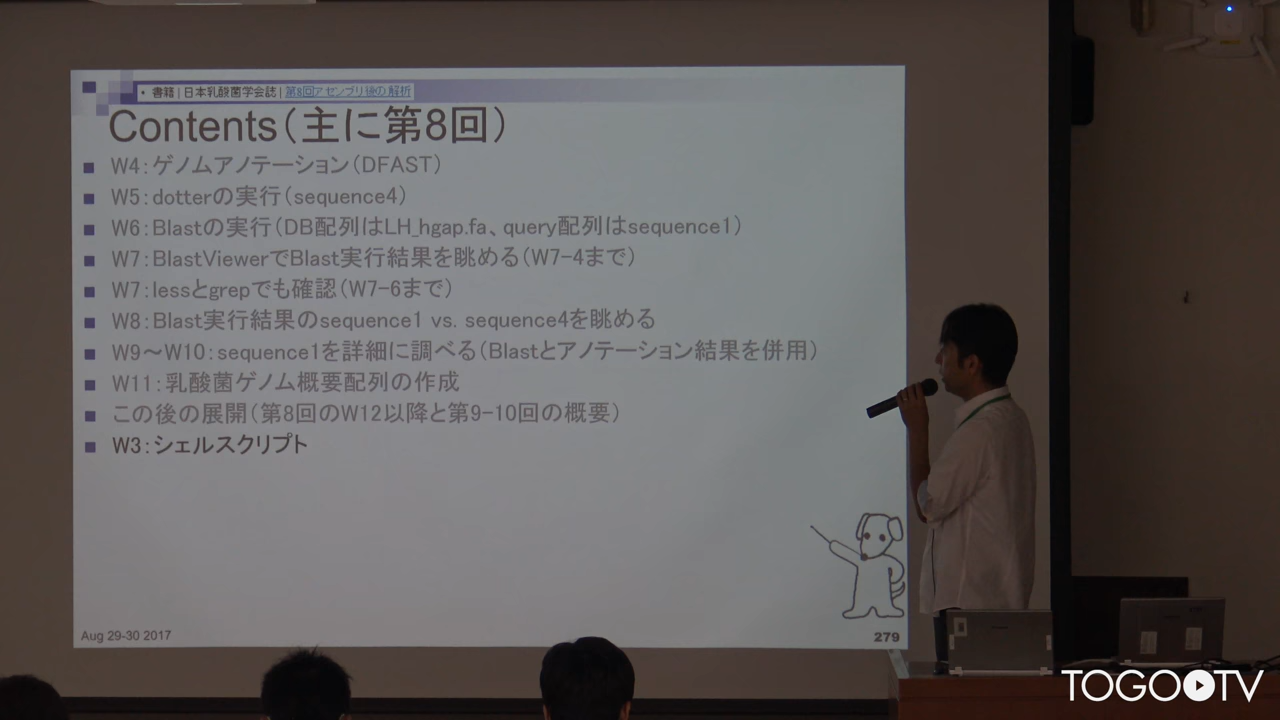 • 書籍 | 日本乳酸菌学会誌 | 第8回アセンブリ後の解析
Contents（主に第8回）
W4：ゲノムアノテーション（DFAST）
W5：dotterの実行（sequence4）
W6：Blastの実行（DB配列はLH_hgap.fa、query配列はsequence1）
W7：BlastViewerでBlast実行結果を眺める（W7-4まで）
W7：lessとgrepでも確認（W7-6まで）
W8：Blast実行結果のsequence1 vs. sequence4を眺める
W9～W10：sequence1を詳細に調べる（Blastとアノテーション結果を併用）
W11：乳酸菌ゲノム概要配列の作成
この後の展開（第8回のW12以降と第9-10回の概要）
W3：シェルスクリプト
Aug 29-30 2017
279
TOGOTV